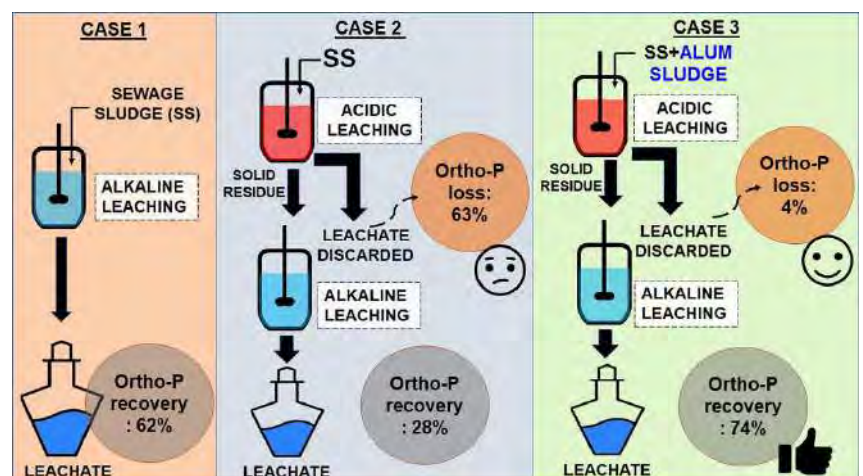 CASE 1
SEWAGE
SLUDGE (SS)
ALKALINE
LEACHING
Ortho-P
recovery
: 62%
LEACHATE
CASE 2
SS
ACIDIC
LEACHING
SOLID
RESIDUE
Ortho-P
loss:
63%
LEACHATE
DISCARDED
ALKALINE
LEACHING
Ortho-P
recovery
: 28%
LEACHATE
CASE 3
SS+ALUM
SLUDGE
ACIDIC
LEACHING
SOLID
RESIDUE
Ortho-P
loss:
4%
LEACHATE
DISCARDED
ALKALINE
LEACHING
Ortho-P
recovery
: 74%
LEACHATE